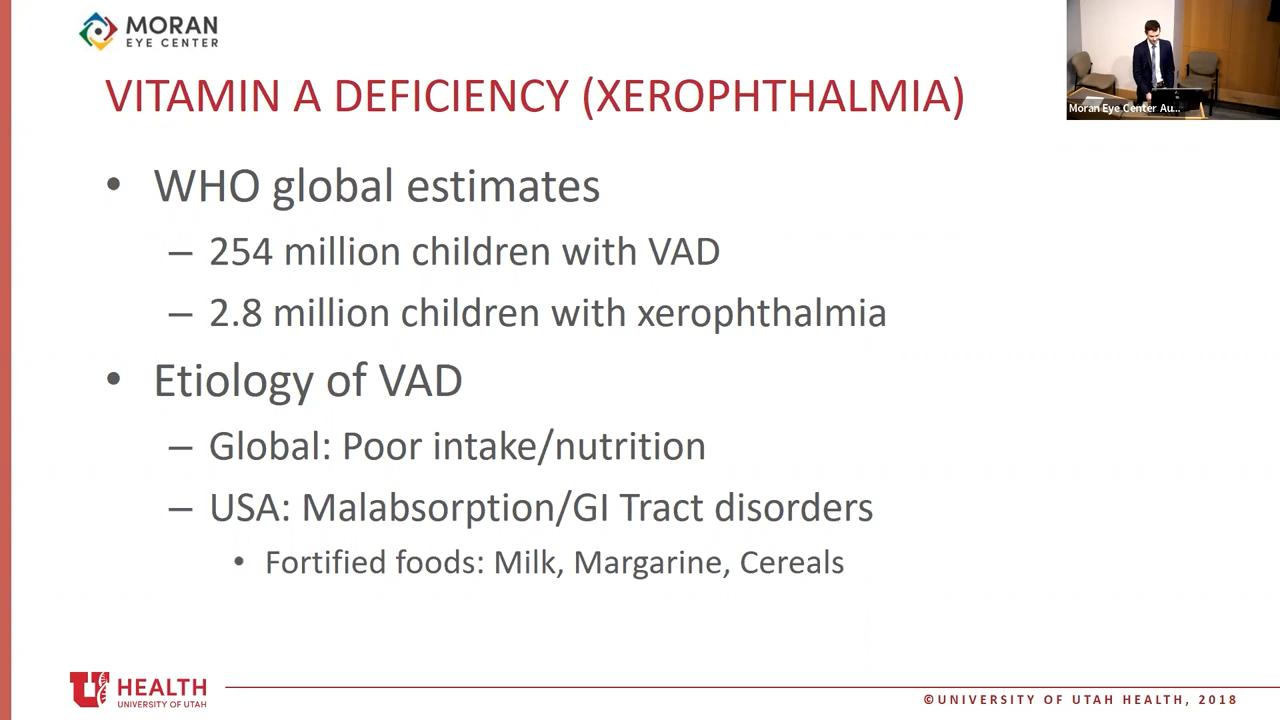 MORAN
EYE CENTER
VITAMIN A DEFICIENCY (XEROPHTHALMIA)
Moran Eye Center Au...
• WHO global estimates
– 254 million children with VAD
– 2.8 million children with xerophthalmia
• Etiology of VAD
– Global: Poor intake/nutrition
– USA: Malabsorption/GI Tract disorders
• Fortified foods: Milk, Margarine, Cereals
U HEALTH
UNIVERSITY OF UTAH
©UNIVERSITY OF UTAH HEALTH, 2018